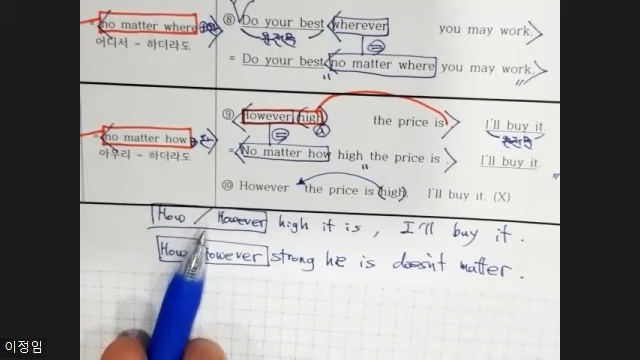 = no matter where
어디서 ~ 하더라도
⑧ Do your best wherever you may work.
= Do your best no matter where you may work.
= no matter how
아무리 ~ 하더라도
⑨ However high the price is I'll buy it.
= No matter how high the price is I'll buy it.
⑩ However the price is high, I'll buy it. (X)
How / However high it is, I'll buy it.
How However strong he is doesn't matter.
이정임